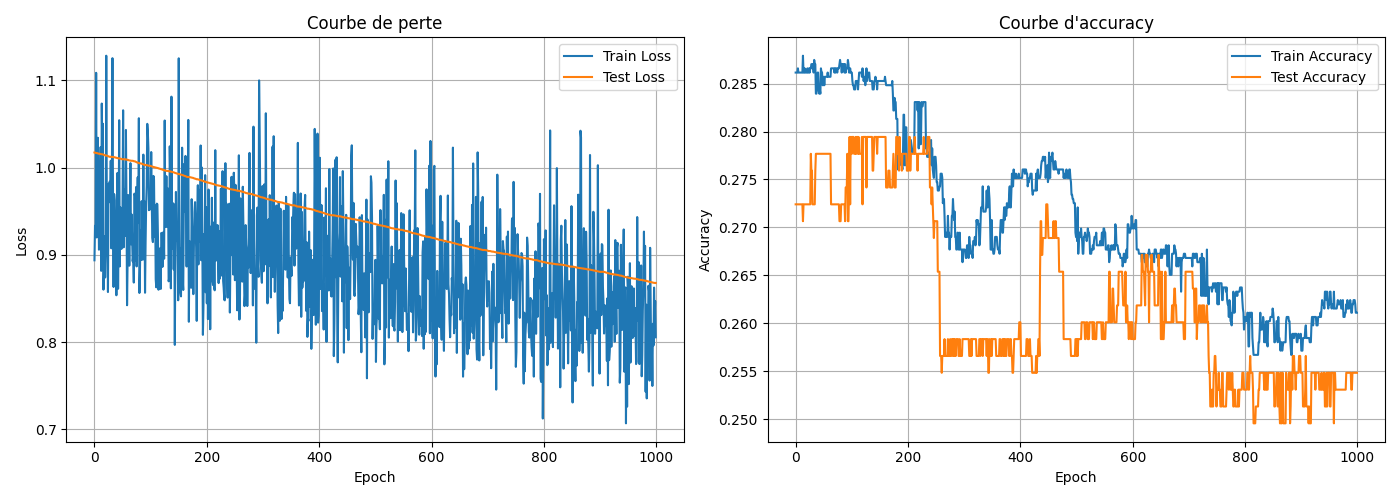 Courbe de perte
Loss
1.1
1.0
0.9
0.8
0.7
0 200 400 600 800 1000
Epoch
Train Loss
Test Loss
Courbe d'accuracy
Accuracy
0.285
0.280
0.275
0.270
0.265
0.260
0.255
0.250
0 200 400 600 800 1000
Epoch
Train Accuracy
Test Accuracy